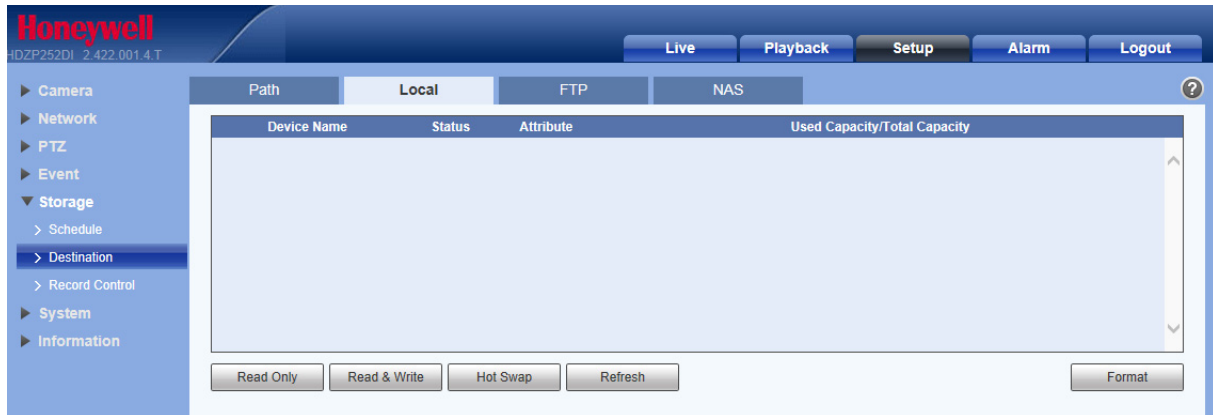 Honeywell
HDZP252DI 2.422.001.4.T
Live Playback Setup Alarm Logout
Camera
Network
PTZ
Event
Storage
Schedule
Destination
Record Control
System
Information
Path Local FTP NAS
?
Device Name Status Attribute Used Capacity/Total Capacity
Read Only Read & Write Hot Swap Refresh Format